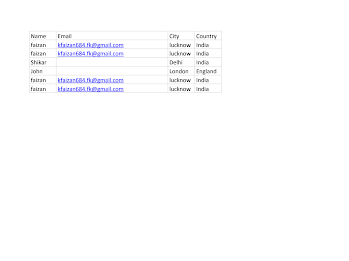 Name Email City Country
faizan kfaizan684.fk@gmail.com lucknow India
faizan kfaizan684.fk@gmail.com lucknow India
Shikar Delhi India
John London England
faizan kfaizan684.fk@gmail.com lucknow India
faizan kfaizan684.fk@gmail.com lucknow India